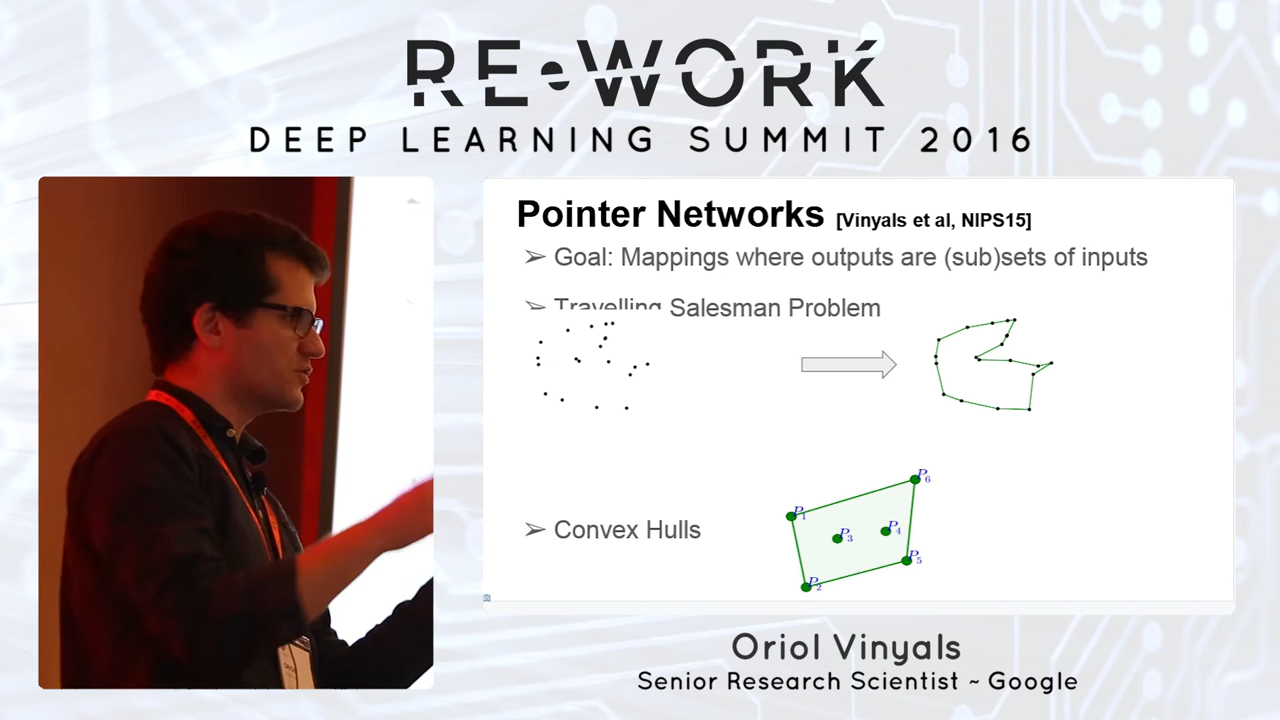 RE•WORK
DEEP LEARNING SUMMIT 2016
Pointer Networks [Vinyals et al, NIPS15]
➢ Goal: Mappings where outputs are (sub)sets of inputs
➢ Travelling Salesman Problem
➢ Convex Hulls
P1
P2
P3
P4
P5
P6
Oriol Vinyals
Senior Research Scientist ~ Google